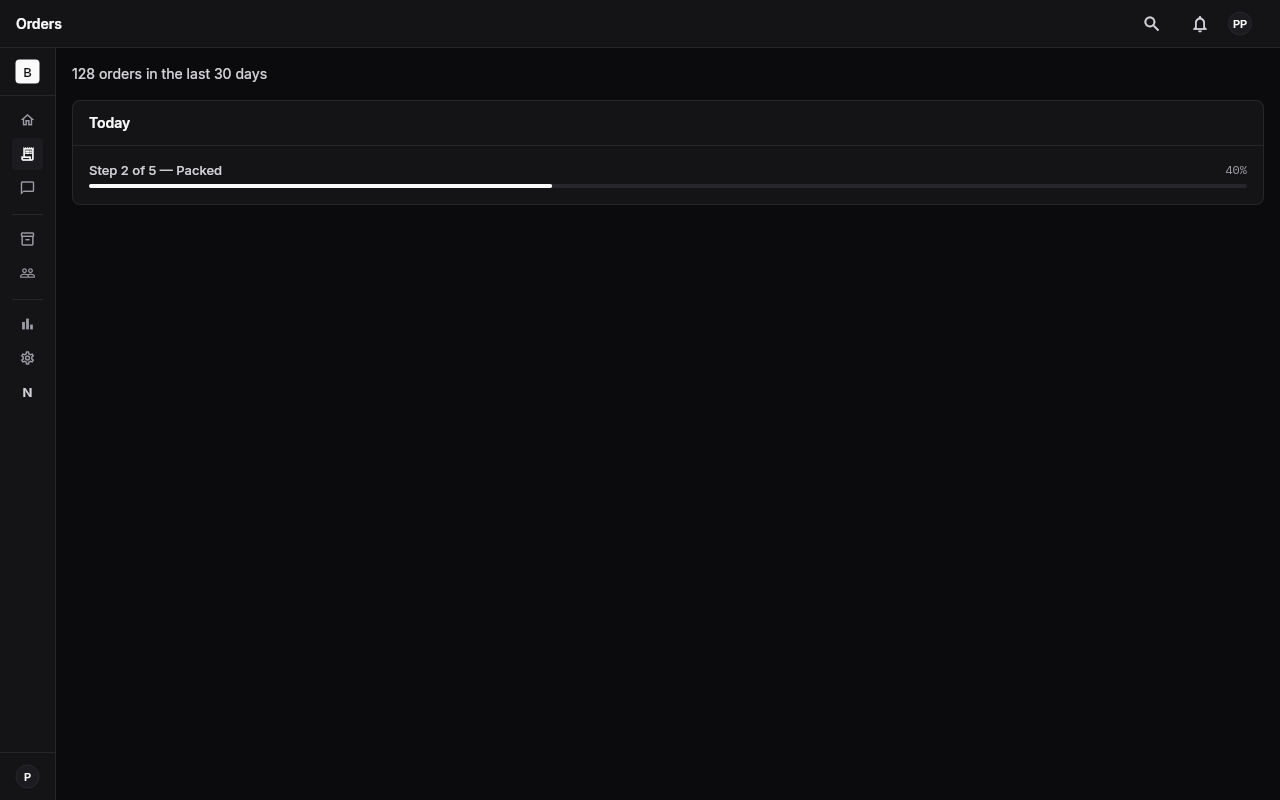 Orders
PP
B
128 orders in the last 30 days
Today
Step 2 of 5 — Packed
40%
N
P